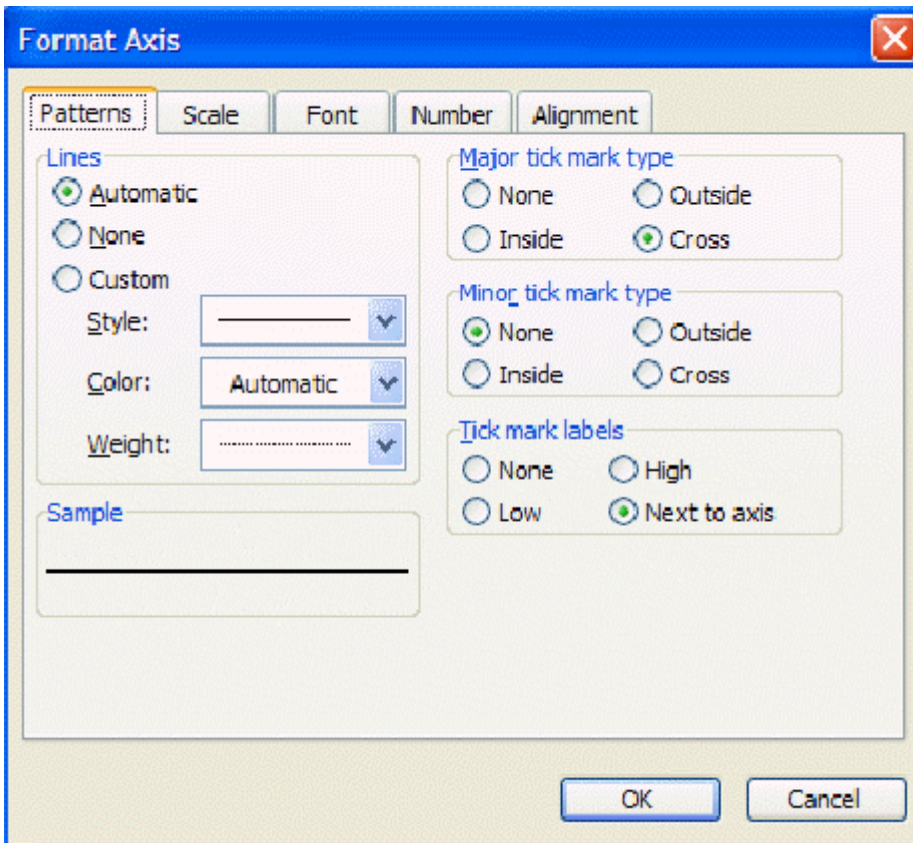 Format Axis
Patterns
Scale
Font
Number
Alignment
Lines
Automatic
None
Custom
Style:
Color:
Automatic
Weight:
Sample
Major tick mark type
None
Outside
Inside
Cross
Minor tick mark type
None
Outside
Inside
Cross
Tick mark labels
None
High
Low
Next to axis
OK
Cancel